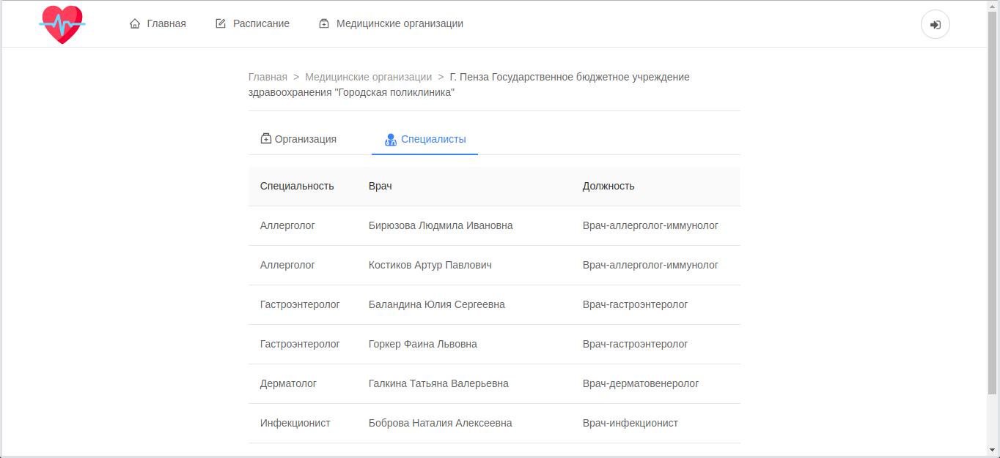 Главная Расписание Медицинские организации
Главная > Медицинские организации > Г. Пенза Государственное бюджетное учреждение
здравоохранения "Городская поликлиника"
Организация Специалисты
Специальность Врач Должность
Аллерголог Бирюзова Людмила Ивановна Врач-аллерголог-иммунолог
Аллерголог Костиков Артур Павлович Врач-аллерголог-иммунолог
Гастроэнтеролог Баландина Юлия Сергеевна Врач-гастроэнтеролог
Гастроэнтеролог Горкер Фаина Львовна Врач-гастроэнтеролог
Дерматолог Галкина Татьяна Валерьевна Врач-дерматовенеролог
Инфекционист Боброва Наталия Алексеевна Врач-инфекционист